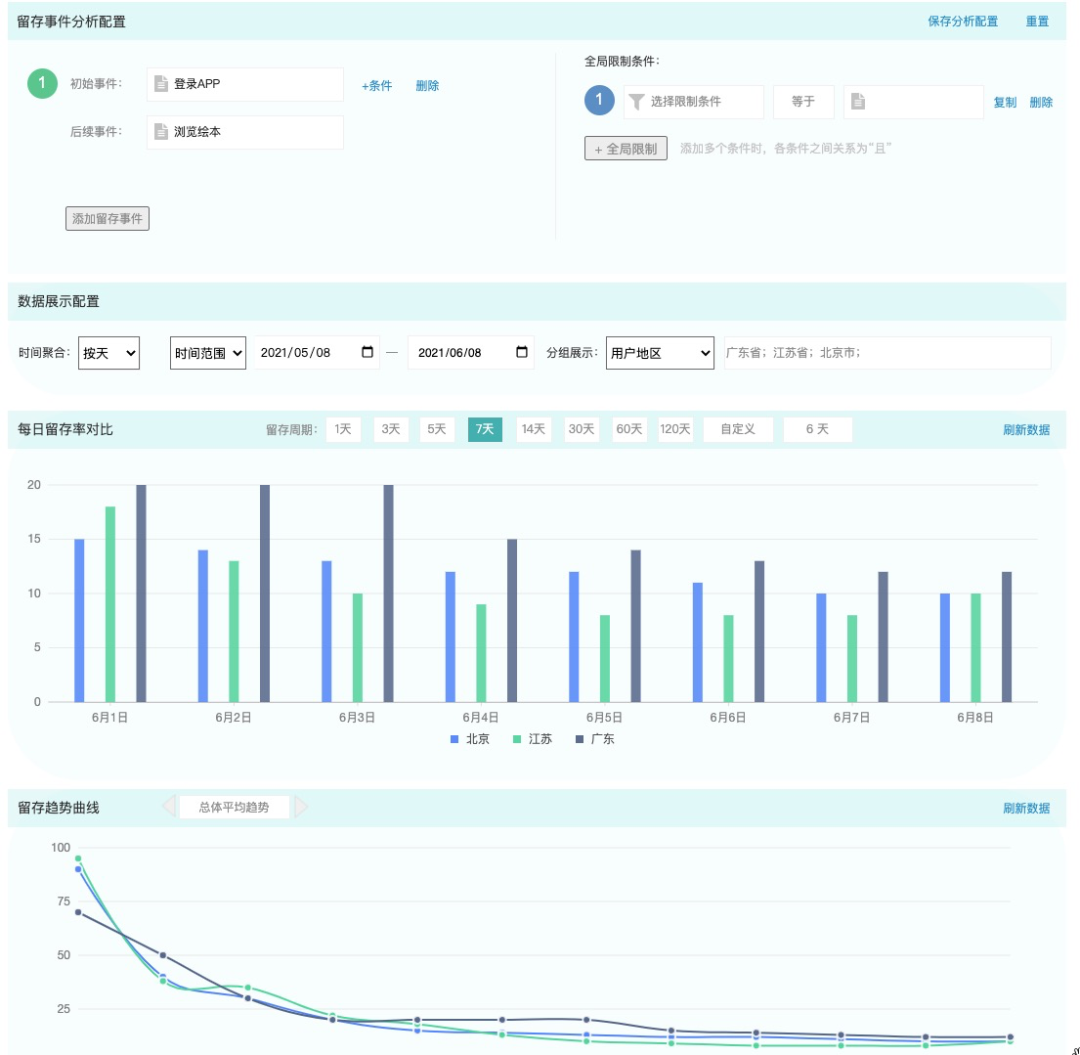 留存事件分析配置 保存分析配置 重置
全局限制条件：
1 初始事件： 登录APP +条件 删除
1 选择限制条件 等于 复制 删除
后续事件： 浏览绘本
+ 全局限制 添加多个条件时，各条件之间关系为“且”
添加留存事件
数据展示配置
时间聚合： 按天 时间范围 2021/05/08 — 2021/06/08 分组展示： 用户地区 广东省；江苏省；北京市；
每日留存率对比 留存周期： 1天 3天 5天 7天 14天 30天 60天 120天 自定义 6 天 刷新数据
20
15
10
5
0
6月1日 6月2日 6月3日 6月4日 6月5日 6月6日 6月7日 6月8日
北京 江苏 广东
留存趋势曲线 总体平均趋势 刷新数据
100
75
50
25